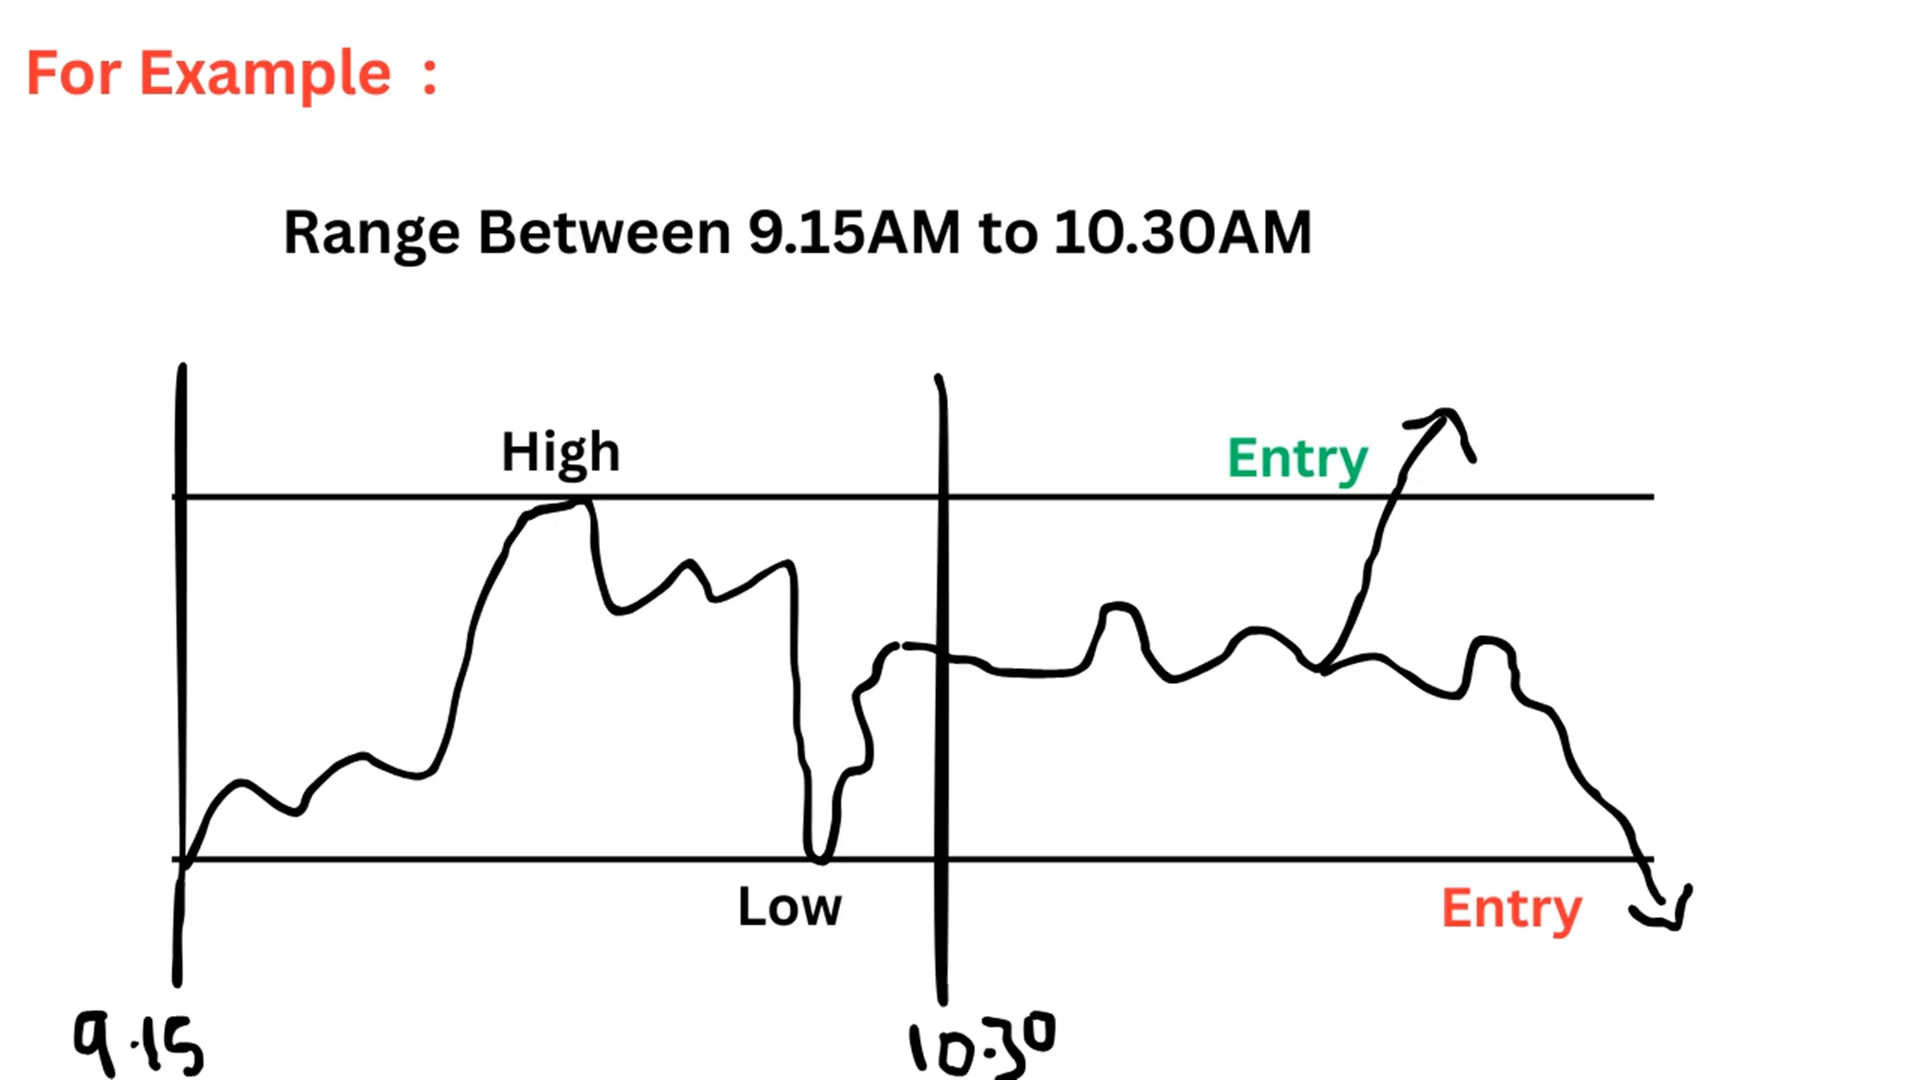 For Example :
Range Between 9.15AM to 10.30AM
High
Entry
Low
Entry
9.15
10.30